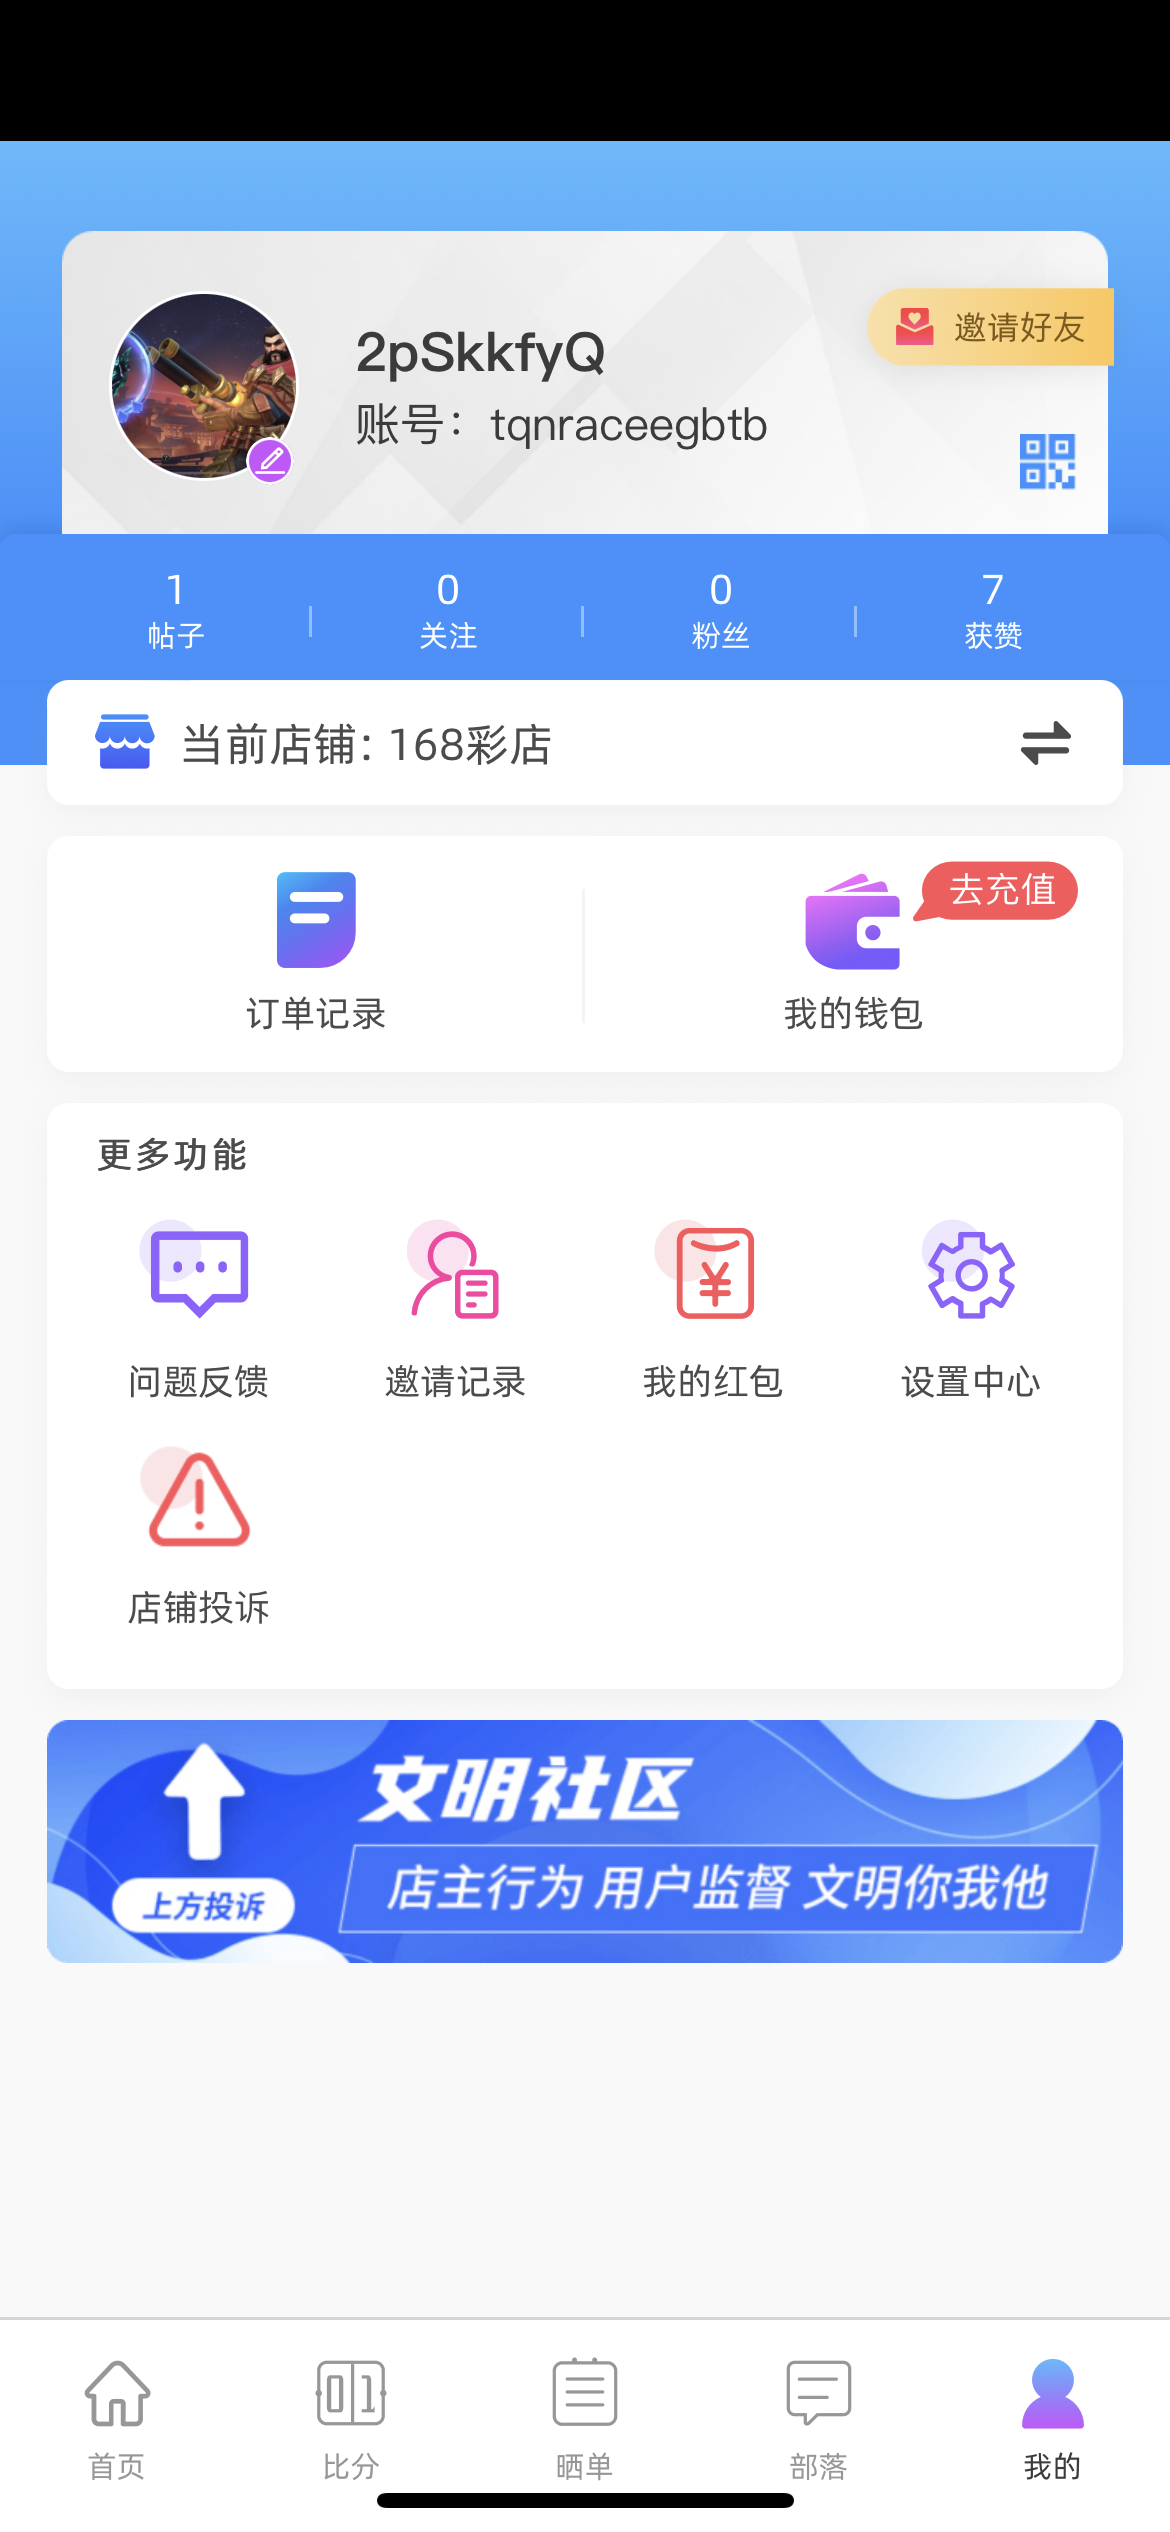 2pSkkfyQ
邀请好友
账号：tqnraceegbtb
1
帖子
0
关注
0
粉丝
7
获赞
当前店铺: 168彩店
去充值
订单记录
我的钱包
更多功能
问题反馈
邀请记录
我的红包
设置中心
店铺投诉
文明社区
上方投诉
店主行为 用户监督 文明你我他
首页
比分
晒单
部落
我的